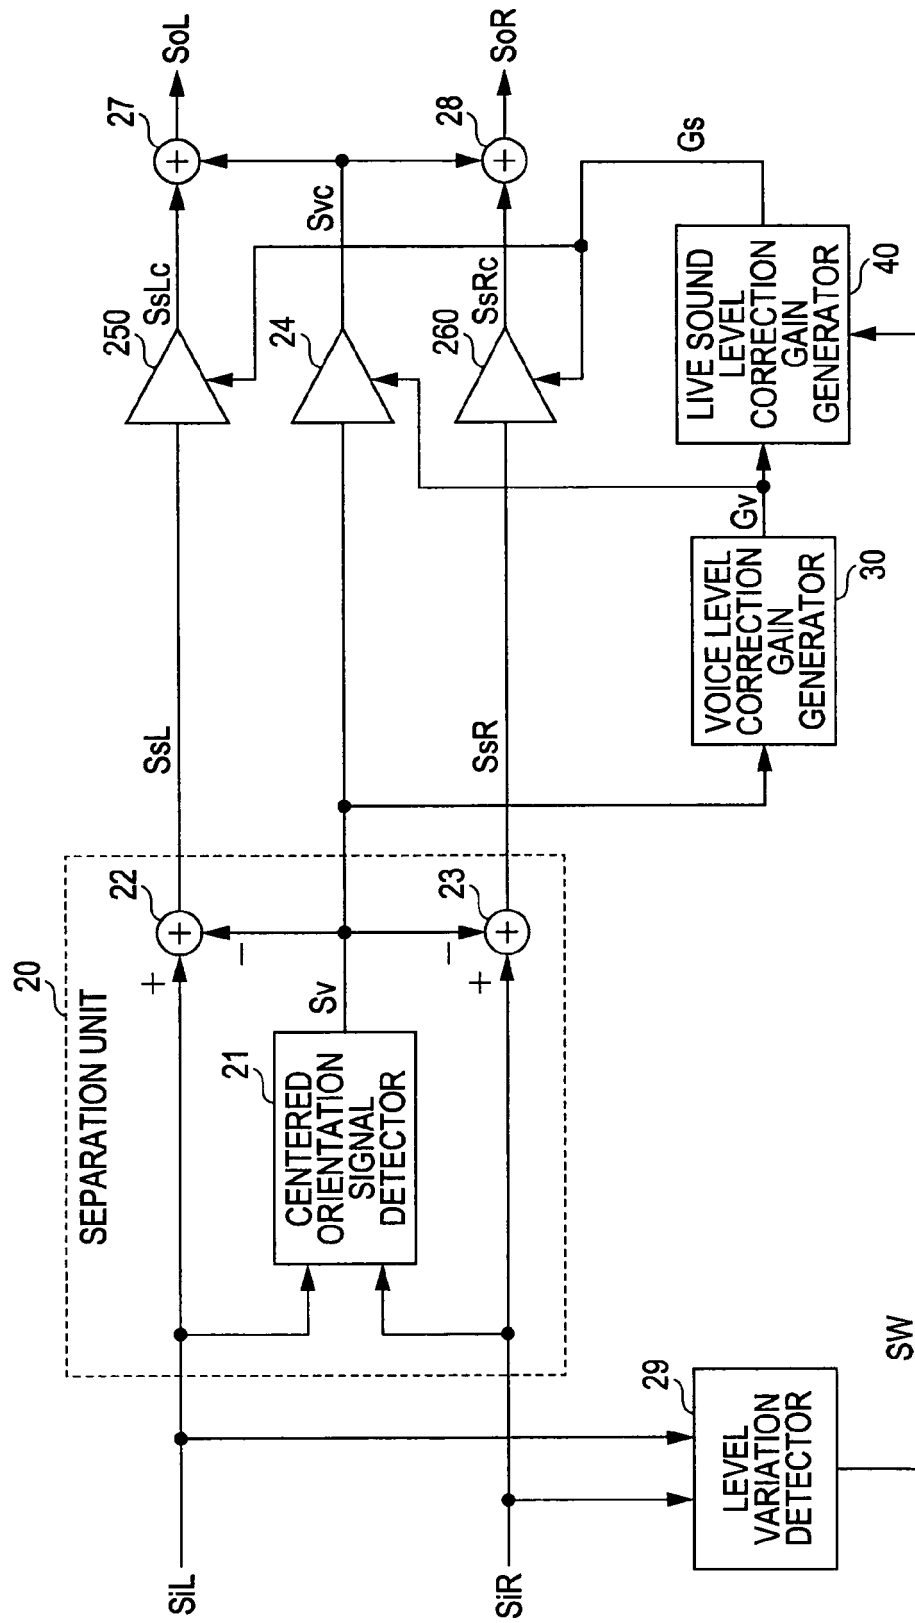 SiL
SiR
SEPARATION UNIT
20
CENTERED
ORIENTATION
SIGNAL
DETECTOR
21
Sv
+
−
22
+
−
+
23
+
SsL
SsR
LEVEL
VARIATION
DETECTOR
29
SW
VOICE LEVEL
CORRECTION
GAIN
GENERATOR
30
Gv
LIVE SOUND
LEVEL
CORRECTION
GAIN
GENERATOR
40
Gs
250
SsLc
24
Svc
260
SsRc
27
+
SoL
28
+
SoR